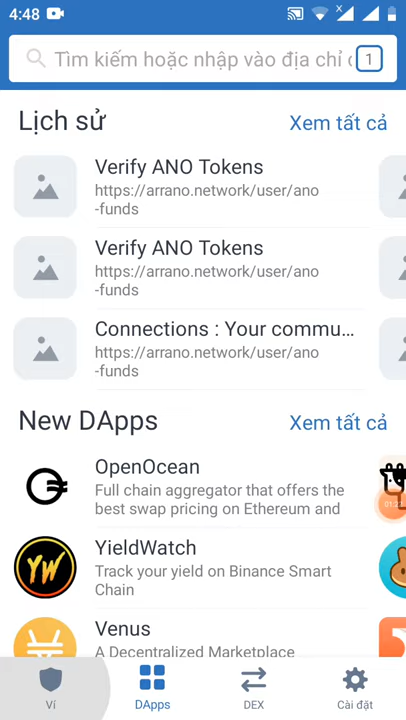 4:48
Tìm kiếm hoặc nhập vào địa chỉ
1
Lịch sử
Xem tất cả
Verify ANO Tokens
https://arrano.network/user/ano
-funds
Verify ANO Tokens
https://arrano.network/user/ano
-funds
Connections : Your commu...
https://arrano.network/user/ano
-funds
New DApps
Xem tất cả
OpenOcean
Full chain aggregator that offers the
best swap pricing on Ethereum and
YieldWatch
Track your yield on Binance Smart
Chain
YW
Venus
A Decentralized Marketplace
Ví
DApps
DEX
Cài đặt